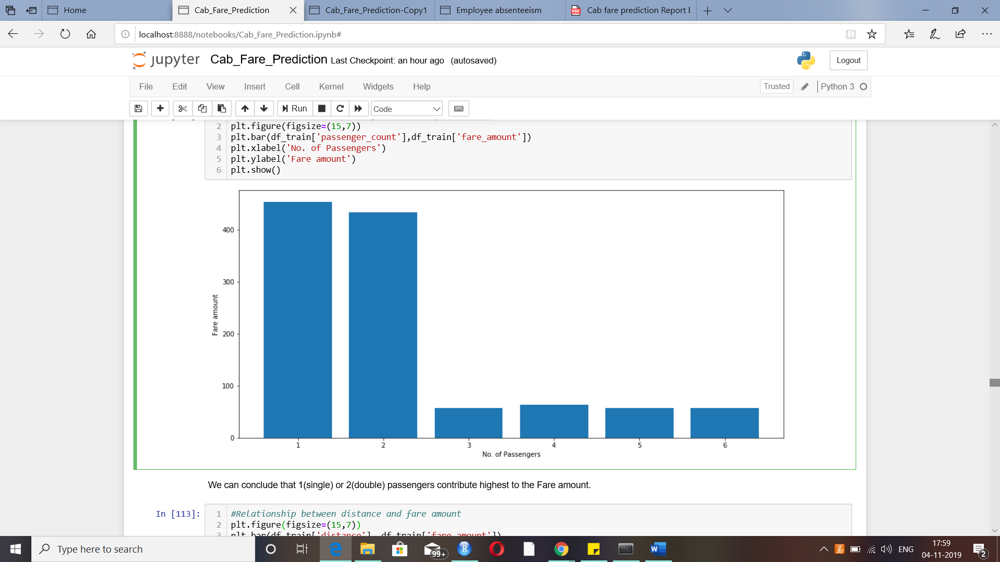 Home
Cab_Fare_Prediction
Cab_Fare_Prediction-Copy1
Employee absenteeism
PDF
Cab fare prediction Report
localhost:8888/notebooks/Cab_Fare_Prediction.ipynb#
jupyter Cab_Fare_Prediction Last Checkpoint: an hour ago (autosaved)
Logout
File Edit View Insert Cell Kernel Widgets Help
Trusted
Python 3
Run
Code
2 plt.figure(figsize=(15,7))
3 plt.bar(df_train['passenger_count'],df_train['fare_amount'])
4 plt.xlabel('No. of Passengers')
5 plt.ylabel('Fare amount')
6 plt.show()
400
300
200
100
0
Fare amount
1 2 3 4 5 6
No. of Passengers
We can conclude that 1(single) or 2(double) passengers contribute highest to the Fare amount.
In [113]:
1 #Relationship between distance and fare amount
2 plt.figure(figsize=(15,7))
3 plt.bar(df_train['distance'], df_train['fare_amount'])
Type here to search
99+
R
W
ENG
17:59
04-11-2019
2